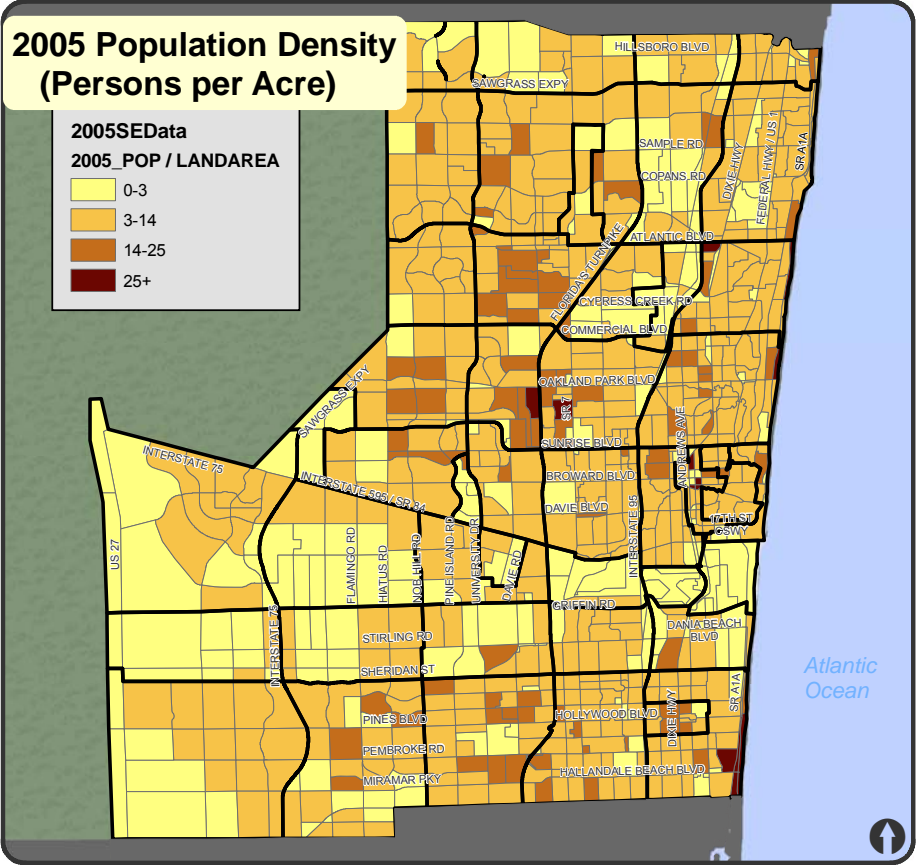 2005 Population Density
(Persons per Acre)
2005SEData
2005_POP / LANDAREA
0-3
3-14
14-25
25+
HILLSBORO BLVD
SAWGRASS EXPY
SAMPLE RD
COPANS RD
DIXIE HWY
FEDERAL HWY / US 1
SR A1A
ATLANTIC BLVD
FLORIDA'S TURNPIKE
CYPRESS CREEK RD
COMMERCIAL BLVD
SAWGRASS EXPY
OAKLAND PARK BLVD
SR 7
ANDREWS AVE
SUNRISE BLVD
INTERSTATE 75
INTERSTATE 595 / SR 84
BROWARD BLVD
DAVIE BLVD
INTERSTATE 95
17TH ST
CSWY
US 27
FLAMINGO RD
HIATUS RD
NOB HILL RD
PINE ISLAND RD
UNIVERSITY DR
DAVIE RD
GRIFFIN RD
INTERSTATE 75
STIRLING RD
DANIA BEACH
BLVD
SHERIDAN ST
Atlantic
Ocean
SR A1A
PINES BLVD
HOLLYWOOD BLVD
DIXIE HWY
PEMBROKE RD
MIRAMAR PKY
HALLANDALE BEACH BLVD